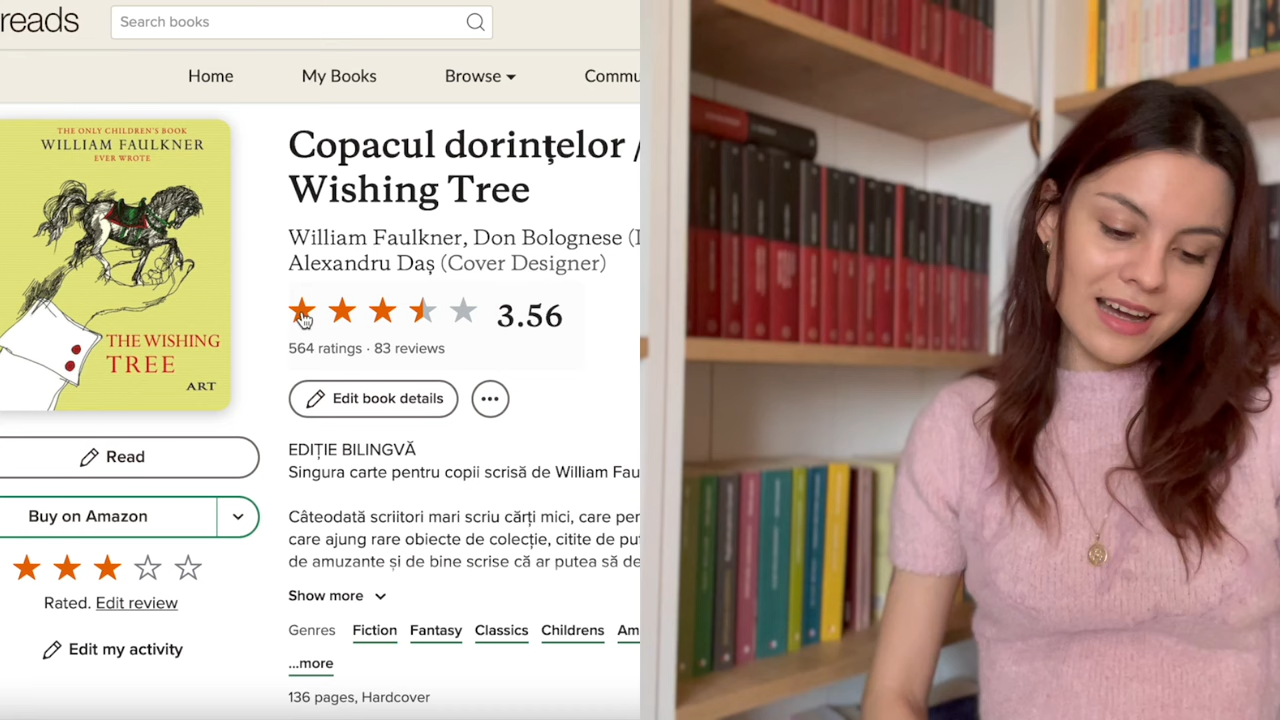 reads
Search books
Home
My Books
Browse
Commu
THE ONLY CHILDREN'S BOOK
WILLIAM FAULKNER
EVER WROTE
THE WISHING
TREE
ART
Copacul dorinţelor /
Wishing Tree
William Faulkner, Don Bolognese (I
Alexandru Daș (Cover Designer)
3.56
564 ratings · 83 reviews
Edit book details
Read
Buy on Amazon
Rated. Edit review
Edit my activity
EDIȚIE BILINGVĂ
Singura carte pentru copii scrisă de William Fau
Câteodată scriitori mari scriu cărți mici, care per
care ajung rare obiecte de colecție, citite de pu
de amuzante și de bine scrise că ar putea să de
Show more
Genres Fiction Fantasy Classics Childrens Am
...more
136 pages, Hardcover